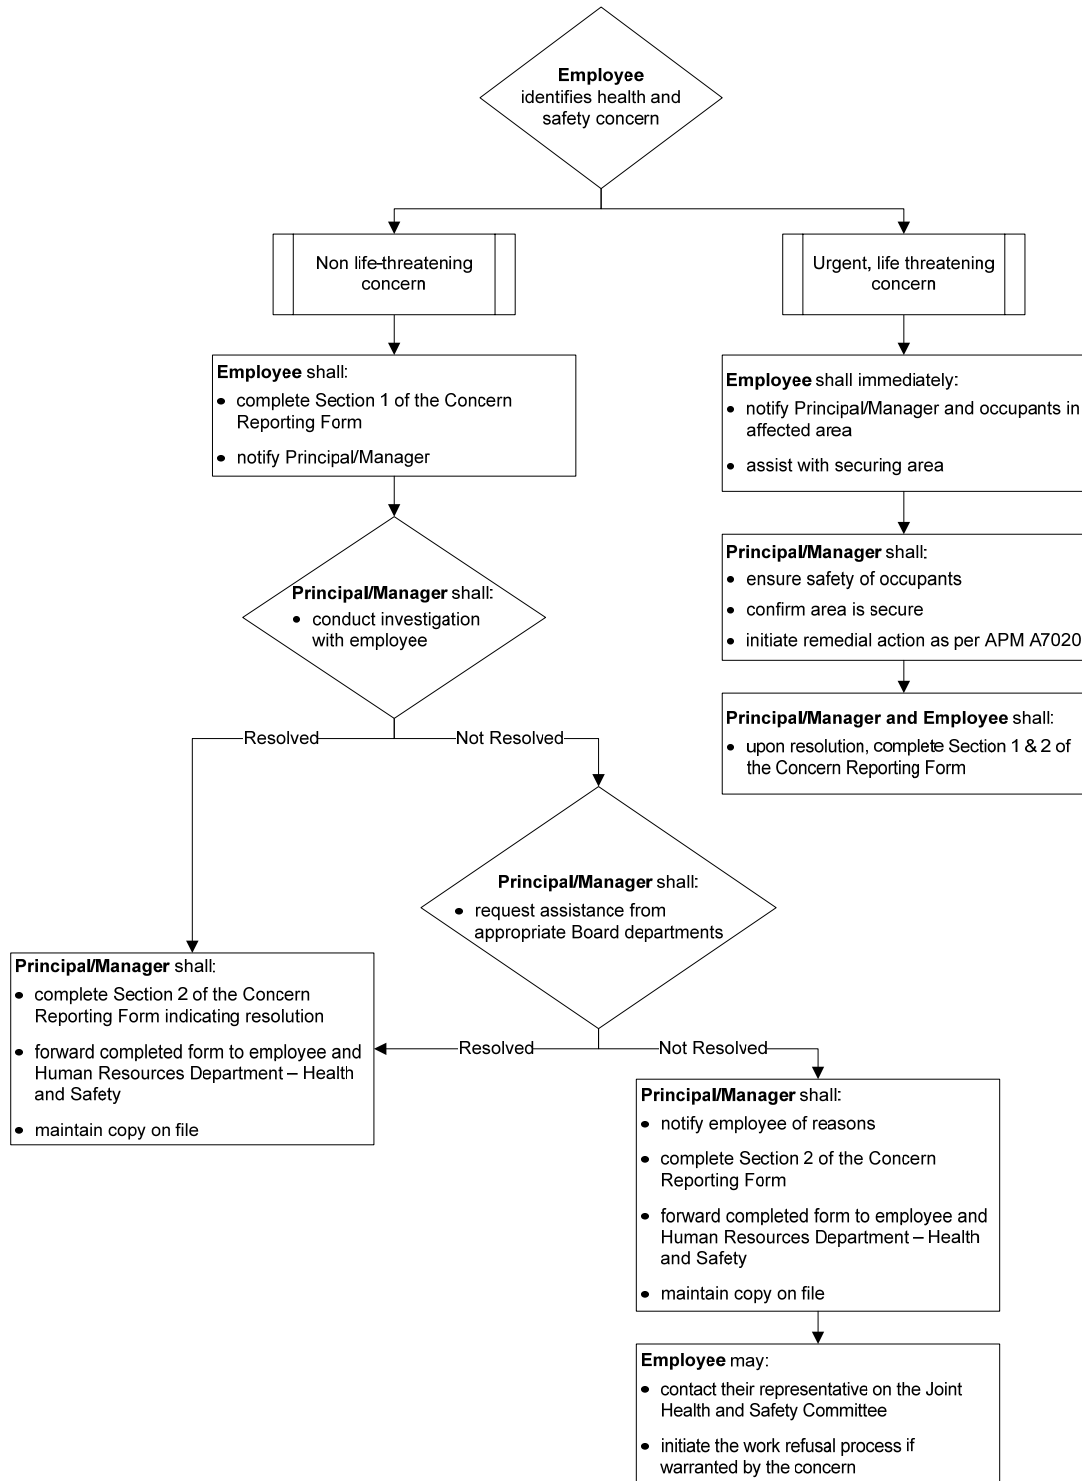 Employee
identifies health and
safety concern
Non life-threatening
concern
Urgent, life threatening
concern
Employee shall:
• complete Section 1 of the Concern
Reporting Form
• notify Principal/Manager
Employee shall immediately:
• notify Principal/Manager and occupants in
affected area
• assist with securing area
Principal/Manager shall:
• ensure safety of occupants
• confirm area is secure
• initiate remedial action as per APM A7020
Principal/Manager and Employee shall:
• upon resolution, complete Section 1 & 2 of
the Concern Reporting Form
Principal/Manager shall:
• conduct investigation
with employee
Resolved
Not Resolved
Principal/Manager shall:
• request assistance from
appropriate Board departments
Principal/Manager shall:
• complete Section 2 of the Concern
Reporting Form indicating resolution
• forward completed form to employee and
Human Resources Department – Health
and Safety
• maintain copy on file
Resolved
Not Resolved
Principal/Manager shall:
• notify employee of reasons
• complete Section 2 of the Concern
Reporting Form
• forward completed form to employee and
Human Resources Department – Health
and Safety
• maintain copy on file
Employee may:
• contact their representative on the Joint
Health and Safety Committee
• initiate the work refusal process if
warranted by the concern